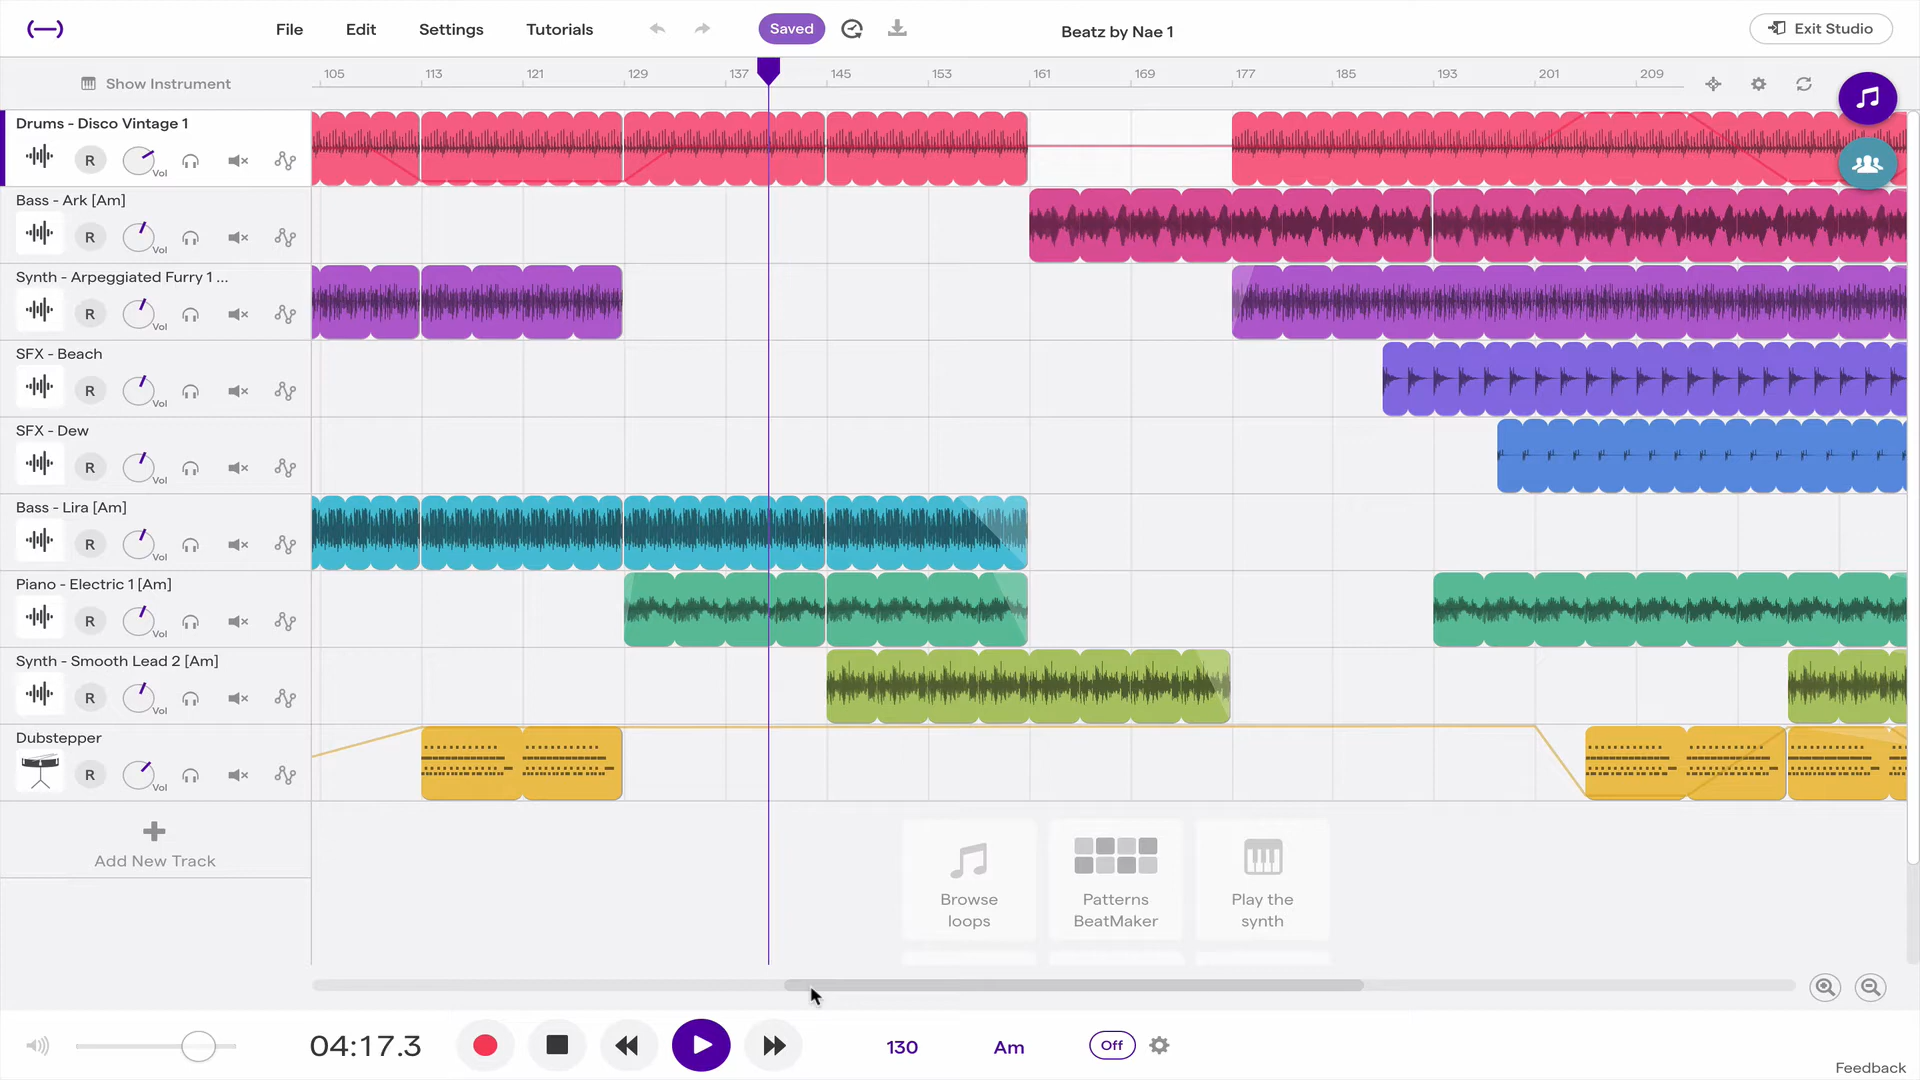 File Edit Settings Tutorials Saved Beatz by Nae 1 Exit Studio
Show Instrument 105 113 121 129 137 145 153 161 169 177 185 193 201 209
Drums - Disco Vintage 1
R Vol
Bass - Ark [Am]
R Vol
Synth - Arpeggiated Furry 1 ...
R Vol
SFX - Beach
R Vol
SFX - Dew
R Vol
Bass - Lira [Am]
R Vol
Piano - Electric 1 [Am]
R Vol
Synth - Smooth Lead 2 [Am]
R Vol
Dubstepper
R Vol
Add New Track
Browse
loops
Patterns
BeatMaker
Play the
synth
04:17.3 130 Am Off
Feedback